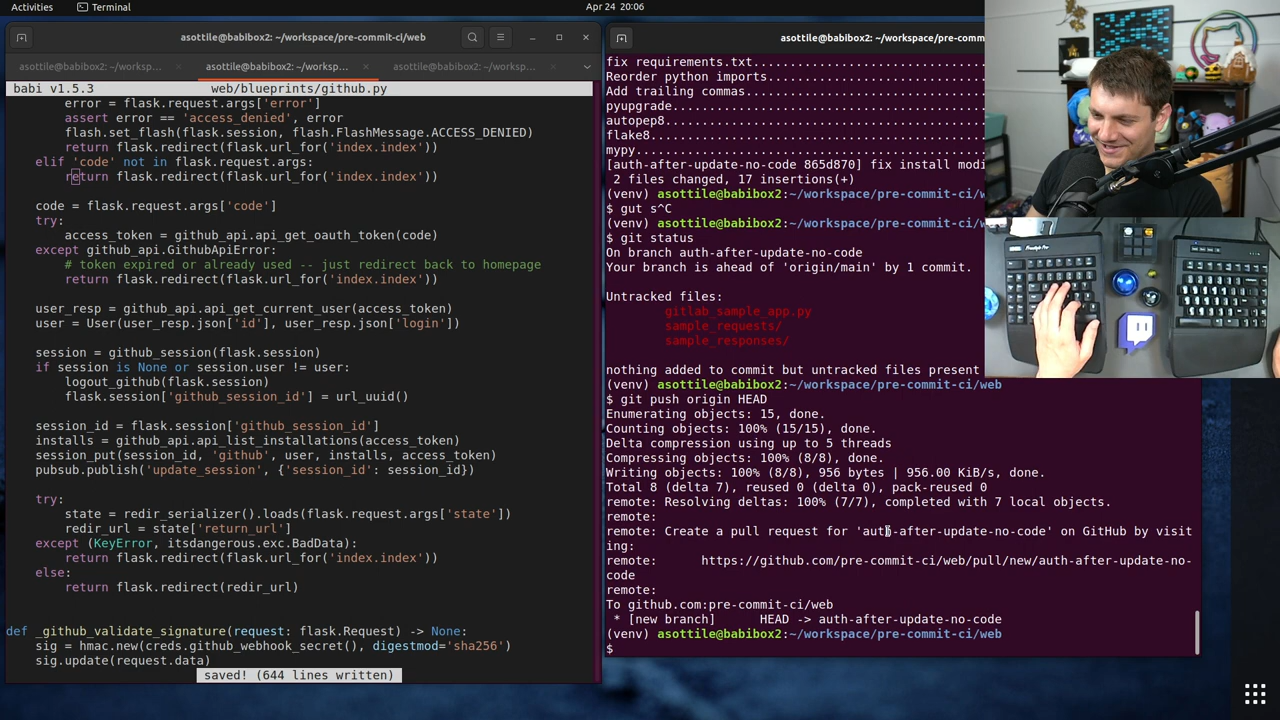 Activities
Terminal
Apr 24 20:06
asottile@babibox2: ~/workspace/pre-commit-ci/web
asottile@babibox2: ~/worksp...
asottile@babibox2: ~/worksp...
asottile@babibox2: ~/worksp...
babi v1.5.3 web/blueprints/github.py
error = flask.request.args['error']
assert error == 'access_denied', error
flash.set_flash(flask.session, flash.FlashMessage.ACCESS_DENIED)
return flask.redirect(flask.url_for('index.index'))
elif 'code' not in flask.request.args:
return flask.redirect(flask.url_for('index.index'))
code = flask.request.args['code']
try:
access_token = github_api.api_get_oauth_token(code)
except github_api.GithubApiError:
# token expired or already used -- just redirect back to homepage
return flask.redirect(flask.url_for('index.index'))
user_resp = github_api.api_get_current_user(access_token)
user = User(user_resp.json['id'], user_resp.json['login'])
session = github_session(flask.session)
if session is None or session.user != user:
logout_github(flask.session)
flask.session['github_session_id'] = url_uuid()
session_id = flask.session['github_session_id']
installs = github_api.api_list_installations(access_token)
session_put(session_id, 'github', user, installs, access_token)
pubsub.publish('update_session', {'session_id': session_id})
try:
state = redir_serializer().loads(flask.request.args['state'])
redir_url = state['return_url']
except (KeyError, itsdangerous.exc.BadData):
return flask.redirect(flask.url_for('index.index'))
else:
return flask.redirect(redir_url)
def _github_validate_signature(request: flask.Request) -> None:
sig = hmac.new(creds.github_webhook_secret(), digestmod='sha256')
sig.update(request.data)
saved! (644 lines written)
asottile@babibox2: ~/workspace/pre-comm
fix requirements.txt....................................
Reorder python imports..................................
Add trailing commas.....................................
pyupgrade...............................................
autopep8................................................
flake8..................................................
mypy....................................................
[auth-after-update-no-code 865d870] fix install modi
2 files changed, 17 insertions(+)
(venv) asottile@babibox2:~/workspace/pre-commit-ci/w
$ gut s^C
(venv) asottile@babibox2:~/workspace/pre-commit-ci/w
$ git status
On branch auth-after-update-no-code
Your branch is ahead of 'origin/main' by 1 commit.
Untracked files:
gitlab_sample_app.py
sample_requests/
sample_responses/
nothing added to commit but untracked files present
(venv) asottile@babibox2:~/workspace/pre-commit-ci/web
$ git push origin HEAD
Enumerating objects: 15, done.
Counting objects: 100% (15/15), done.
Delta compression using up to 5 threads
Compressing objects: 100% (8/8), done.
Writing objects: 100% (8/8), 956 bytes | 956.00 KiB/s, done.
Total 8 (delta 7), reused 0 (delta 0), pack-reused 0
remote: Resolving deltas: 100% (7/7), completed with 7 local objects.
remote:
remote: Create a pull request for 'auth-after-update-no-code' on GitHub by visit
ing:
remote: https://github.com/pre-commit-ci/web/pull/new/auth-after-update-no-
code
remote:
To github.com:pre-commit-ci/web
* [new branch] HEAD -> auth-after-update-no-code
(venv) asottile@babibox2:~/workspace/pre-commit-ci/web
$